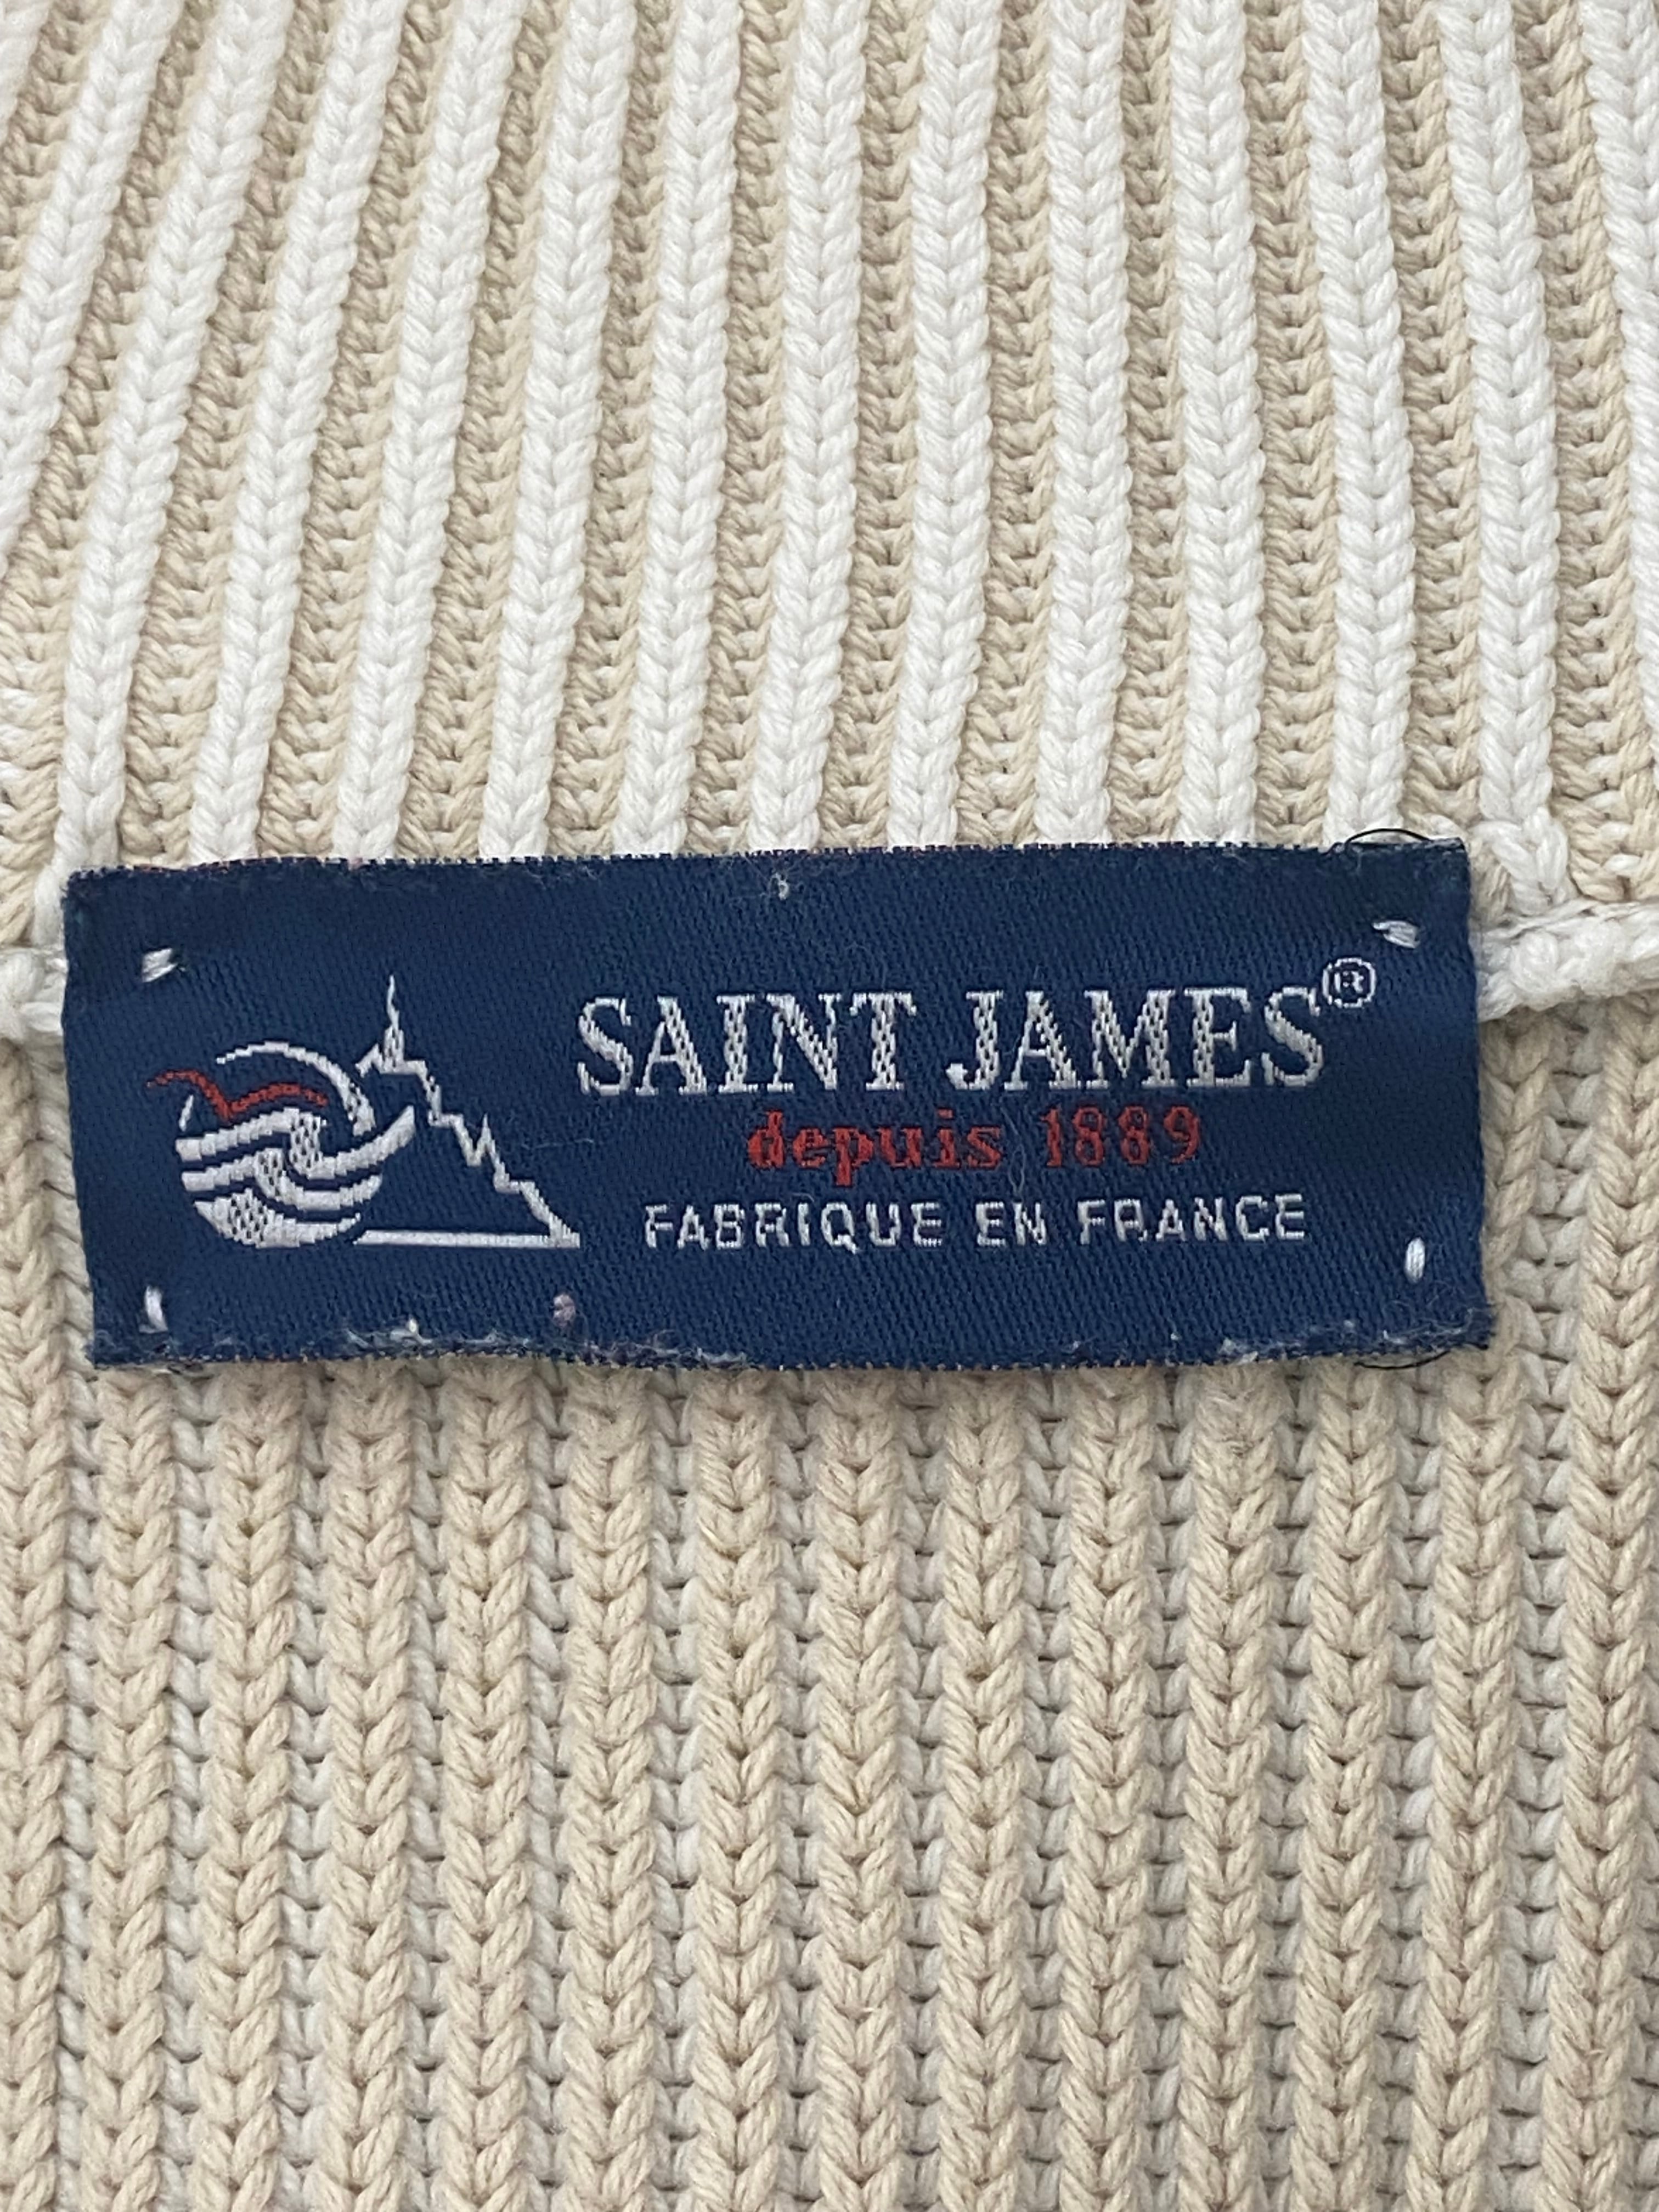 SAINT JAMES®
depuis 1889
FABRIQUE EN FRANCE